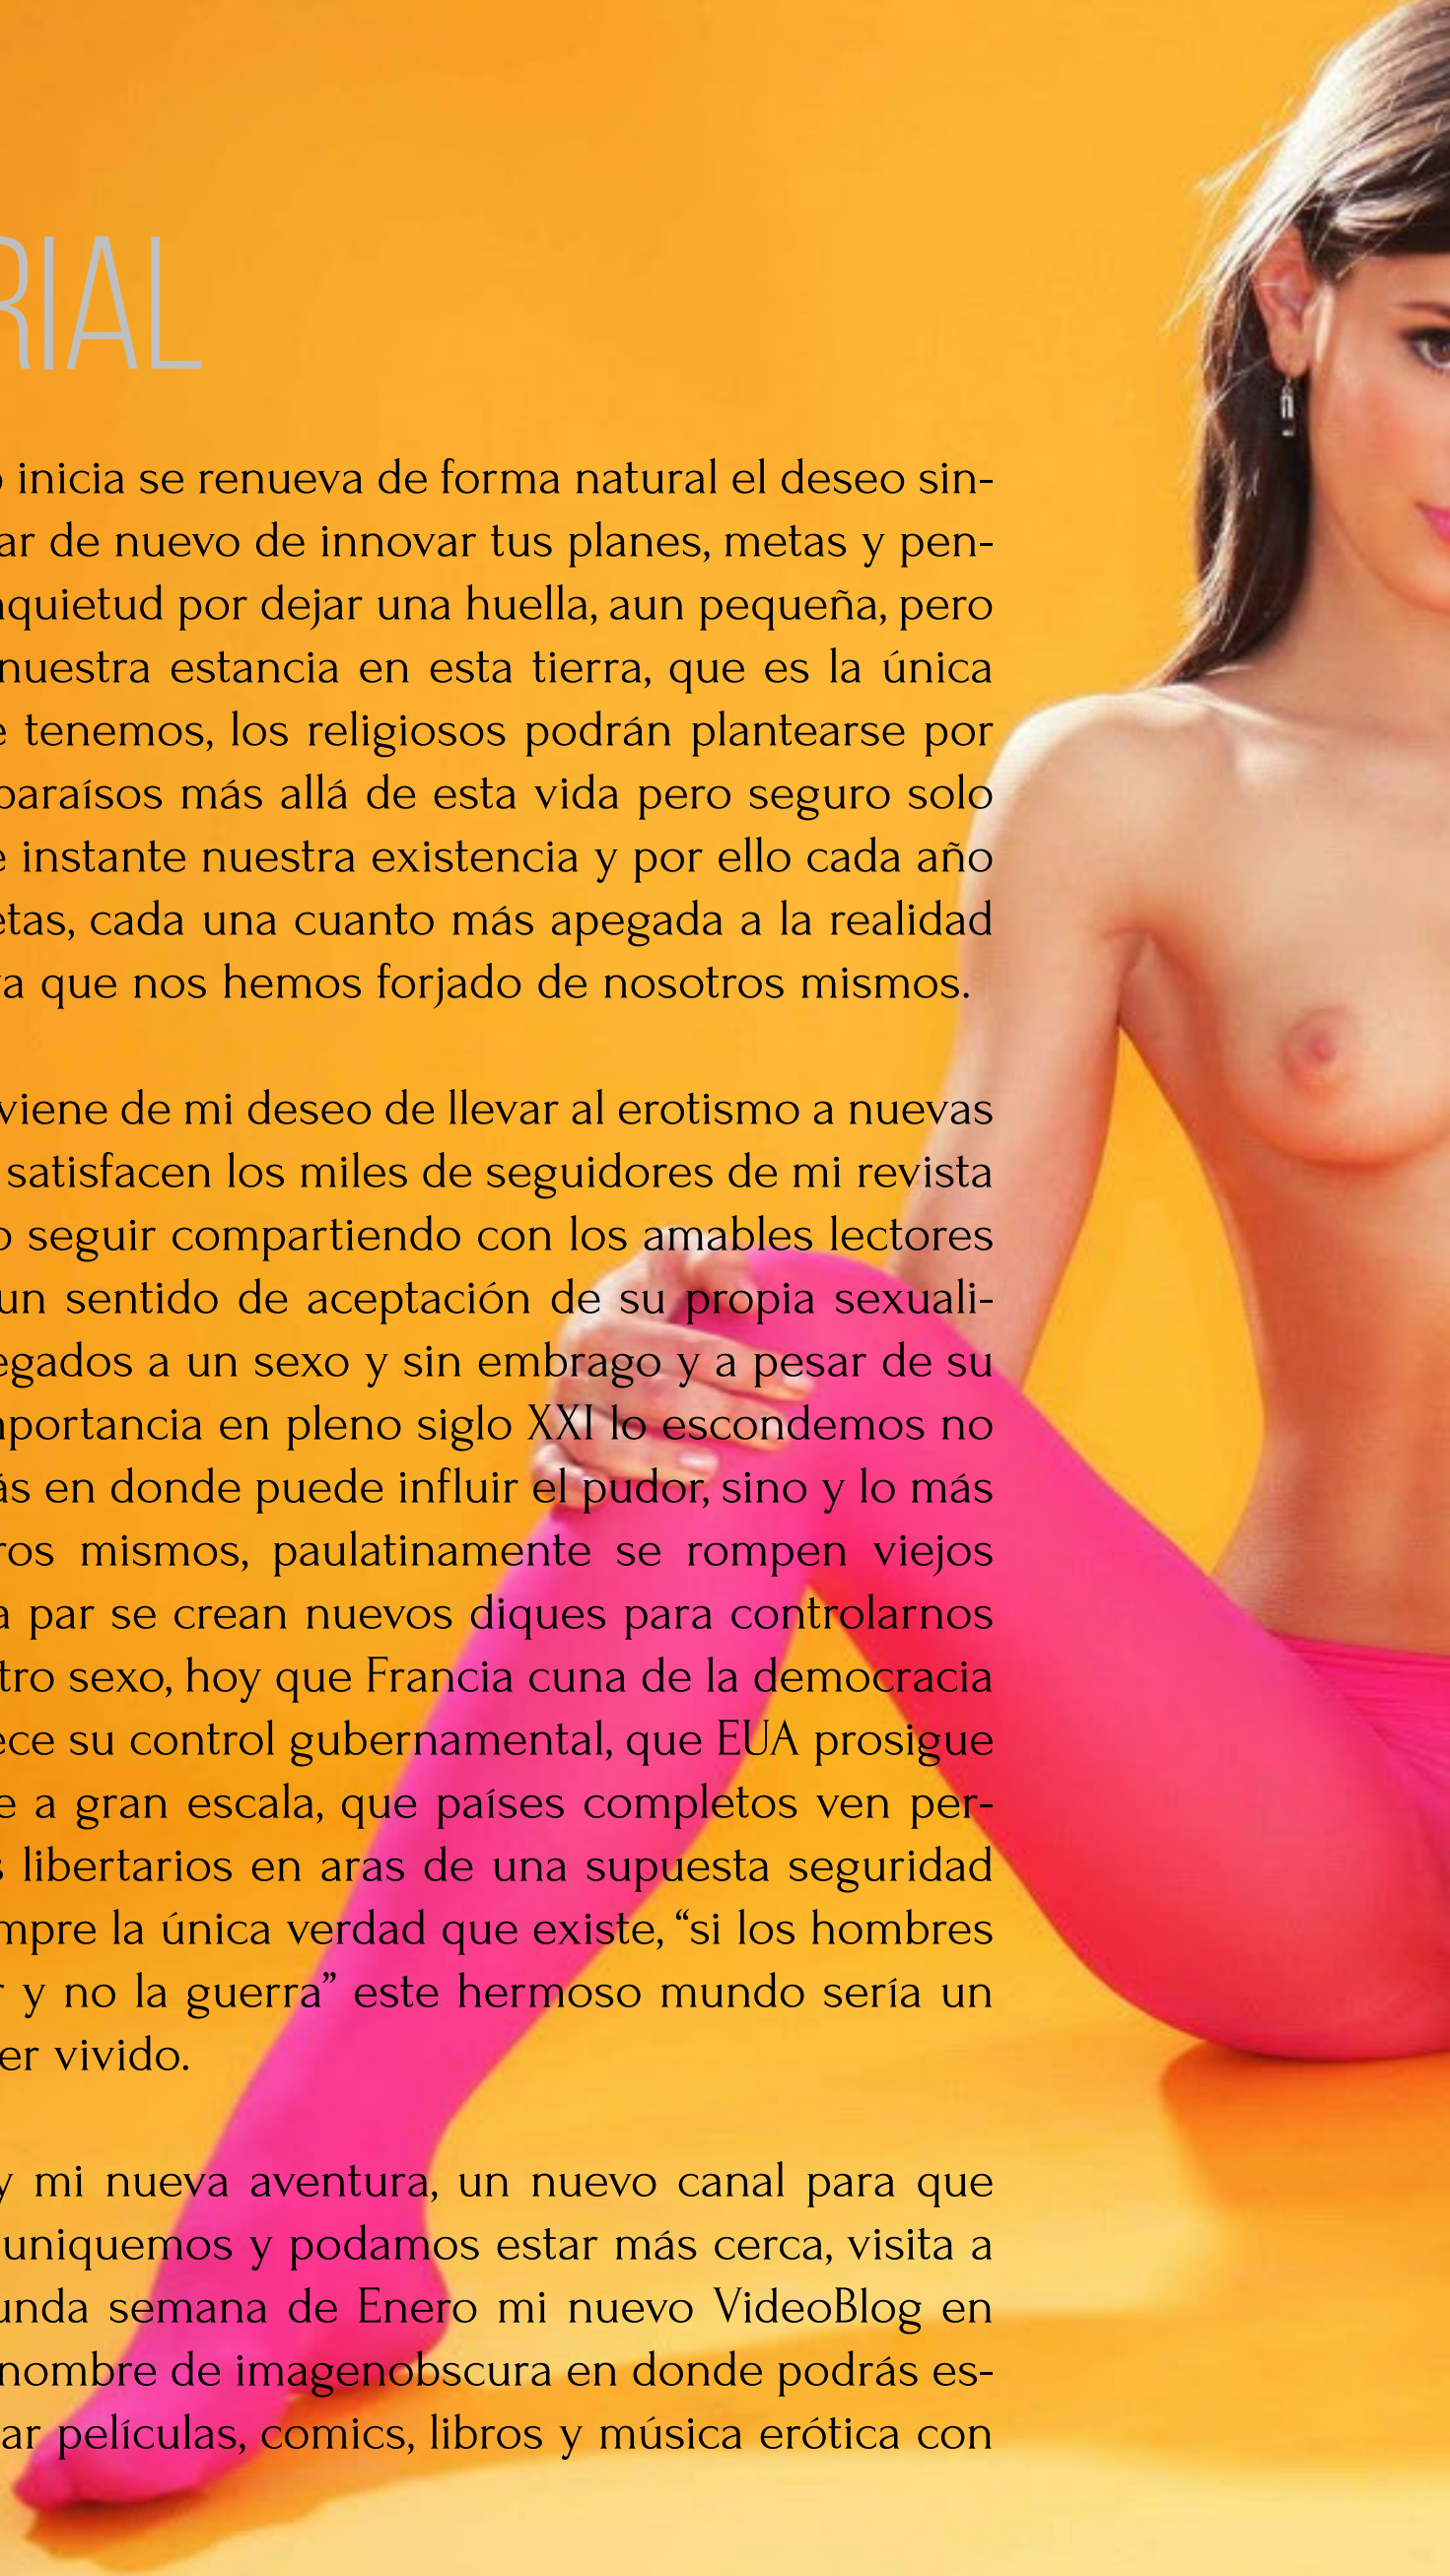 RIAL
inicia se renueva de forma natural el deseo sin-
ar de nuevo de innovar tus planes, metas y pen-
nquietud por dejar una huella, aun pequeña, pero
nuestra estancia en esta tierra, que es la única
e tenemos, los religiosos podrán plantearse por
paraísos más allá de esta vida pero seguro solo
e instante nuestra existencia y por ello cada año
etas, cada una cuanto más apegada a la realidad
va que nos hemos forjado de nosotros mismos.
viene de mi deseo de llevar al erotismo a nuevas
satisfacen los miles de seguidores de mi revista
o seguir compartiendo con los amables lectores
un sentido de aceptación de su propia sexuali-
egados a un sexo y sin embrago y a pesar de su
mportancia en pleno siglo XXI lo escondemos no
ás en donde puede influir el pudor, sino y lo más
ros mismos, paulatinamente se rompen viejos
a par se crean nuevos diques para controlarnos
tro sexo, hoy que Francia cuna de la democracia
ece su control gubernamental, que EUA prosigue
e a gran escala, que países completos ven per-
s libertarios en aras de una supuesta seguridad
mpre la única verdad que existe, “si los hombres
r y no la guerra” este hermoso mundo sería un
er vivido.
y mi nueva aventura, un nuevo canal para que
uniquemos y podamos estar más cerca, visita a
unda semana de Enero mi nuevo VideoBlog en
nombre de imagenobscura en donde podrás es-
ar películas, comics, libros y música erótica con